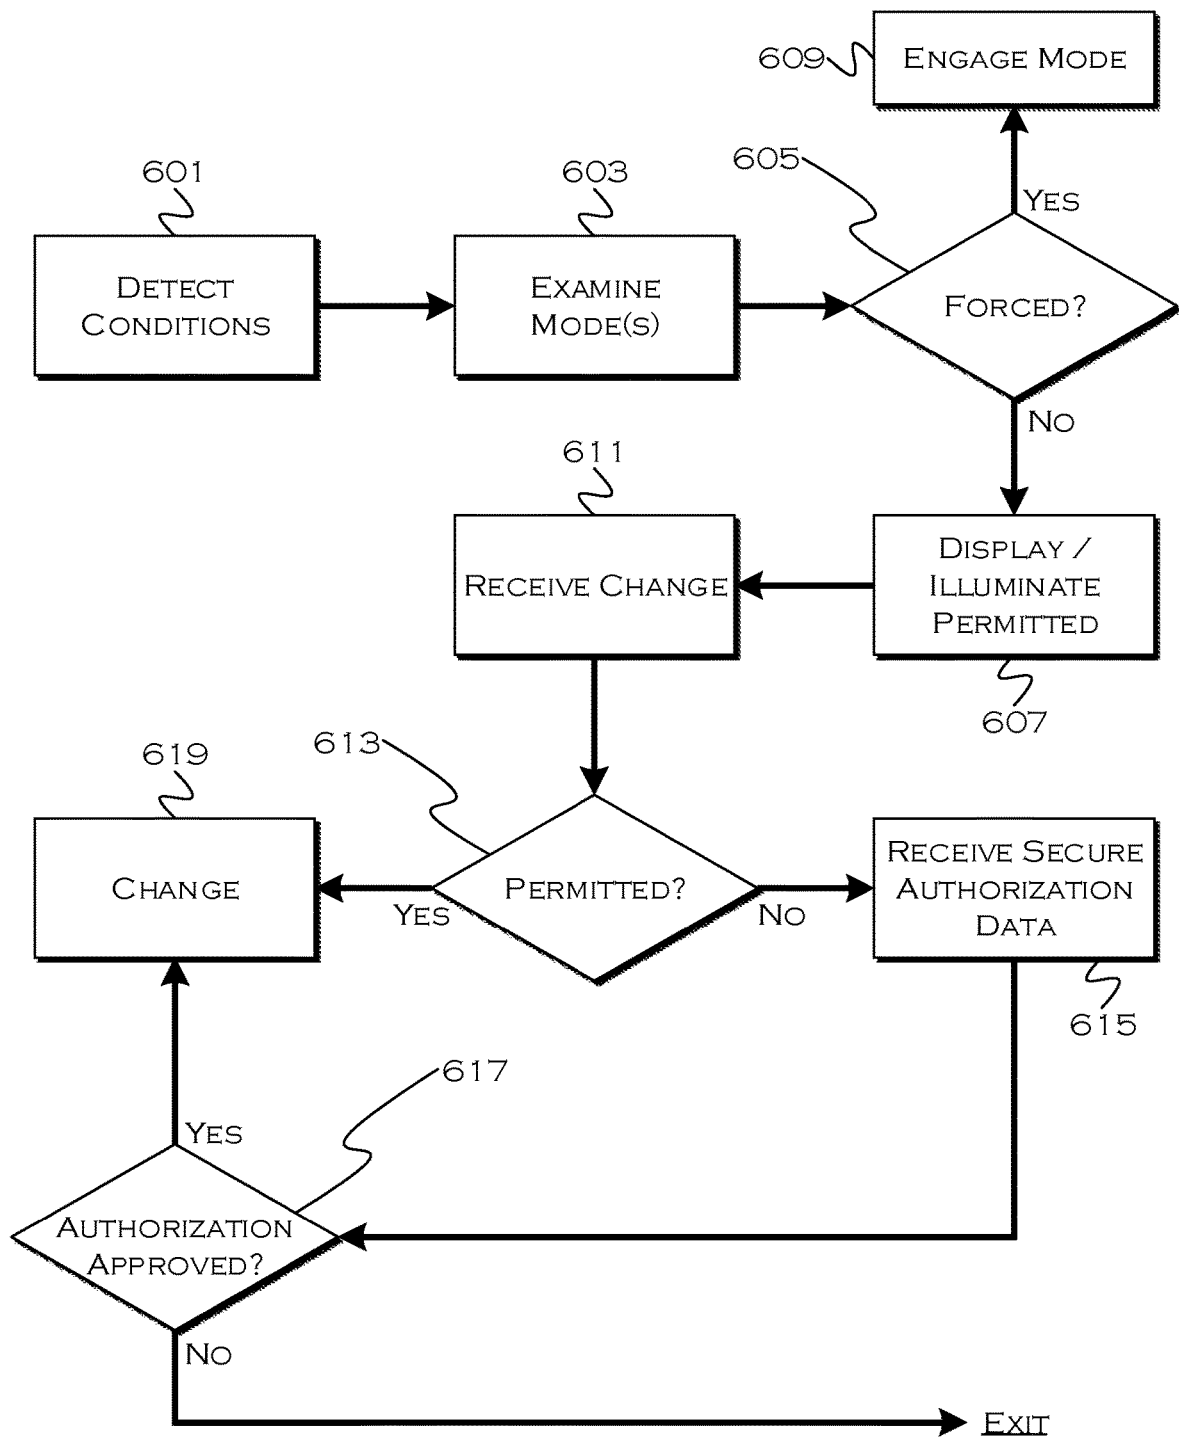 609
ENGAGE MODE
601
603
605
YES
DETECT
CONDITIONS
EXAMINE
MODE(S)
FORCED?
NO
611
RECEIVE CHANGE
DISPLAY /
ILLUMINATE
PERMITTED
607
619
613
CHANGE
YES
PERMITTED?
NO
RECEIVE SECURE
AUTHORIZATION
DATA
615
617
YES
AUTHORIZATION
APPROVED?
NO
EXIT